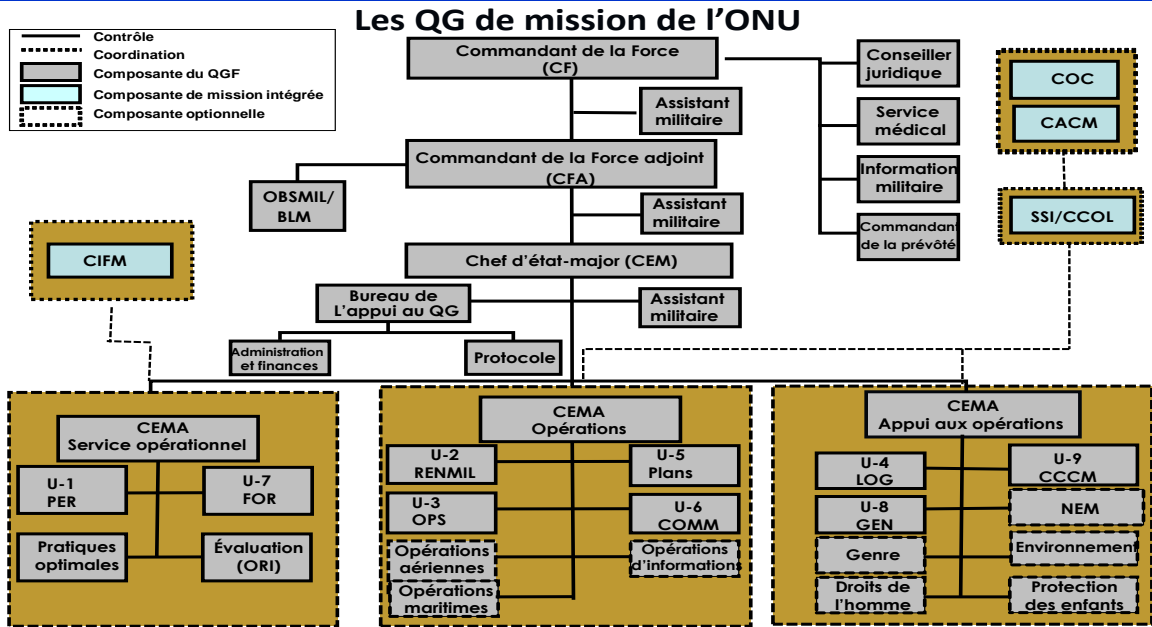 Les QG de mission de l’ONU
Contrôle
Coordination
Composante du QGF
Composante de mission intégrée
Composante optionnelle
Commandant de la Force
(CF)
Assistant
militaire
Conseiller
juridique
Service
médical
Information
militaire
Commandant
de la prévôté
COC
CACM
SSI/CCOL
Commandant de la Force adjoint
(CFA)
OBSMIL/
BLM
Assistant
militaire
CIFM
Chef d’état-major (CEM)
Bureau de
L’appui au QG
Assistant
militaire
Administration
et finances
Protocole
CEMA
Service opérationnel
U-1
PER
U-7
FOR
Pratiques
optimales
Évaluation
(ORI)
CEMA
Opérations
U-2
RENMIL
U-5
Plans
U-3
OPS
U-6
COMM
Opérations
aériennes
Opérations
d’informations
Opérations
maritimes
CEMA
Appui aux opérations
U-4
LOG
U-9
CCCM
U-8
GEN
NEM
Genre
Environnement
Droits de
l’homme
Protection
des enfants